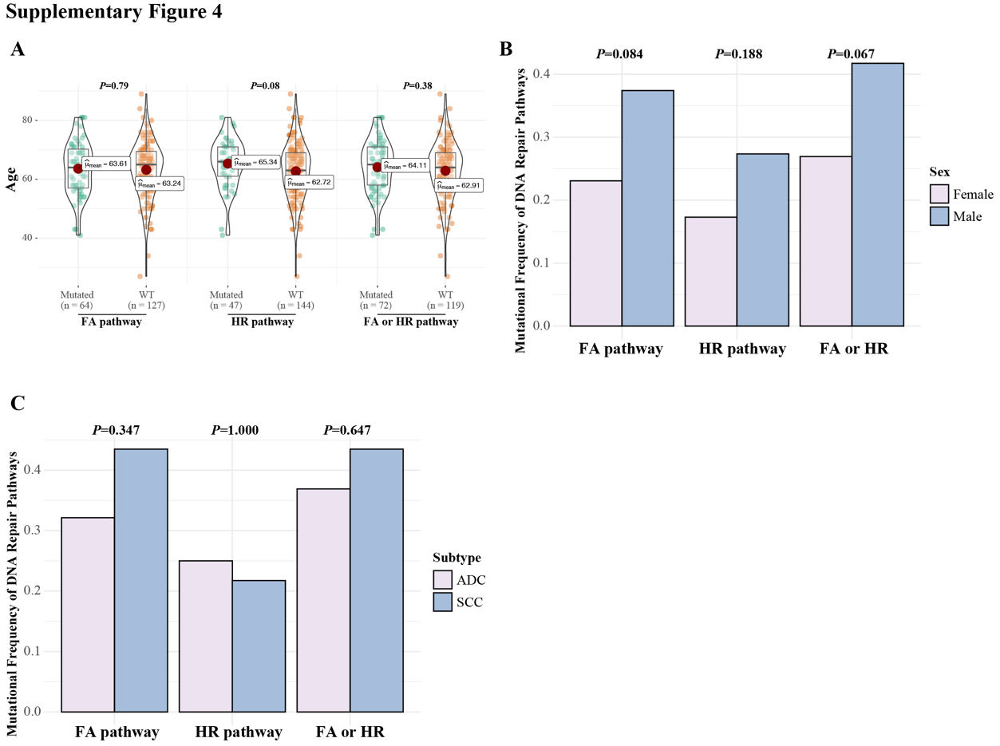 Supplementary Figure 4
A
P=0.79
P=0.08
P=0.38
Age
80
60
40
μ̂mean = 63.61
μ̂mean = 63.24
μ̂mean = 65.34
μ̂mean = 62.72
μ̂mean = 64.11
μ̂mean = 62.91
Mutated
(n = 64)
WT
(n = 127)
Mutated
(n = 47)
WT
(n = 144)
Mutated
(n = 72)
WT
(n = 119)
FA pathway
HR pathway
FA or HR pathway
B
P=0.084
P=0.188
P=0.067
Mutational Frequency of DNA Repair Pathways
0.4
0.3
0.2
0.1
0.0
FA pathway
HR pathway
FA or HR
Sex
Female
Male
C
P=0.347
P=1.000
P=0.647
Mutational Frequency of DNA Repair Pathways
0.4
0.3
0.2
0.1
0.0
FA pathway
HR pathway
FA or HR
Subtype
ADC
SCC